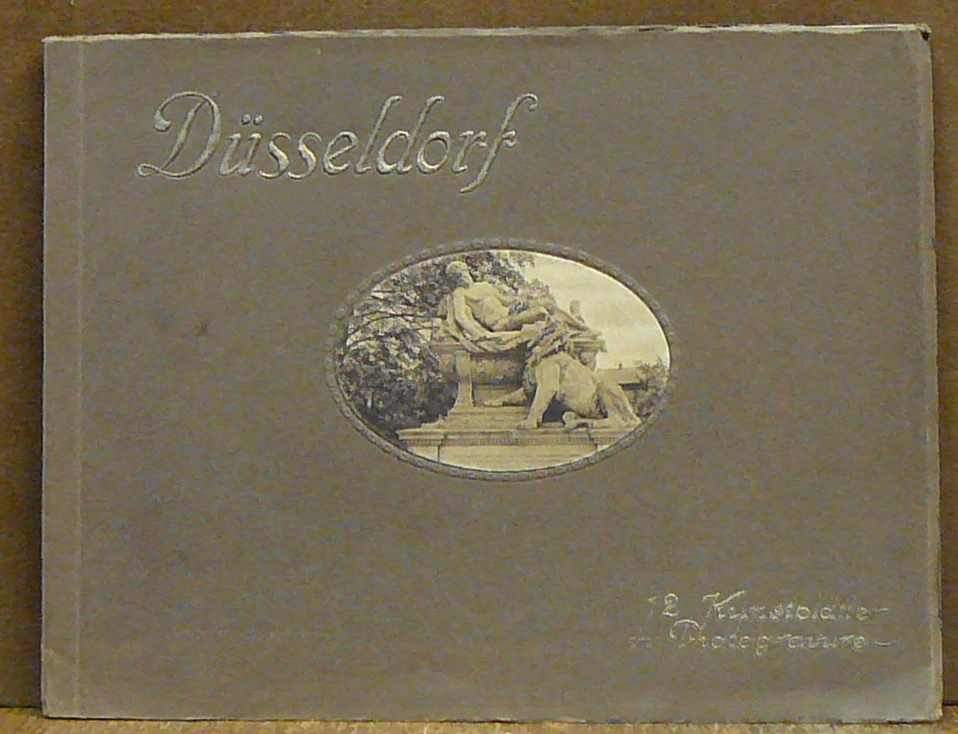 Düsseldorf
12 Kunstblätter
in Photogravure